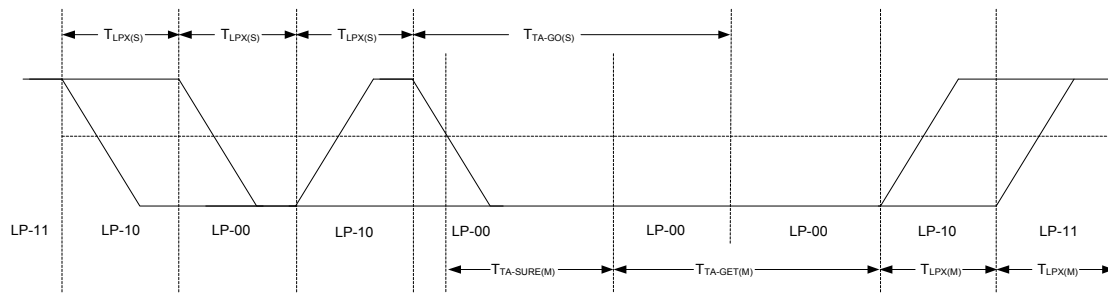 TLPX(S) TLPX(S) TLPX(S) TTA-GO(S)
LP-11 LP-10 LP-00 LP-10 LP-00 LP-00 LP-00 LP-10 LP-11
TTA-SURE(M) TTA-GET(M) TLPX(M) TLPX(M)